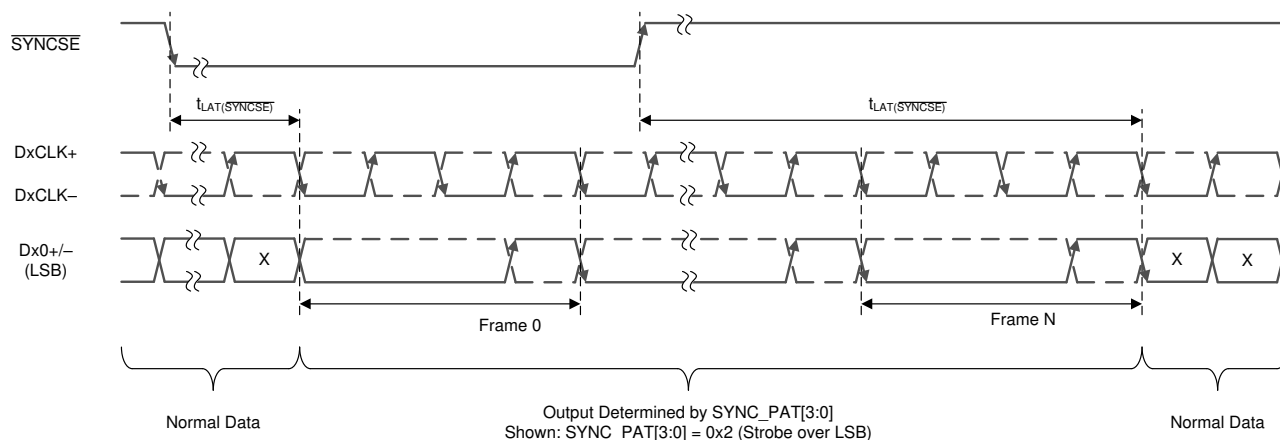 SYNCSE
tLAT(SYNCSE)
tLAT(SYNCSE)
DxCLK+
DxCLK–
Dx0+/–
(LSB)
X
X
X
Frame 0
Frame N
Normal Data
Output Determined by SYNC_PAT[3:0]
Shown: SYNC_PAT[3:0] = 0x2 (Strobe over LSB)
Normal Data